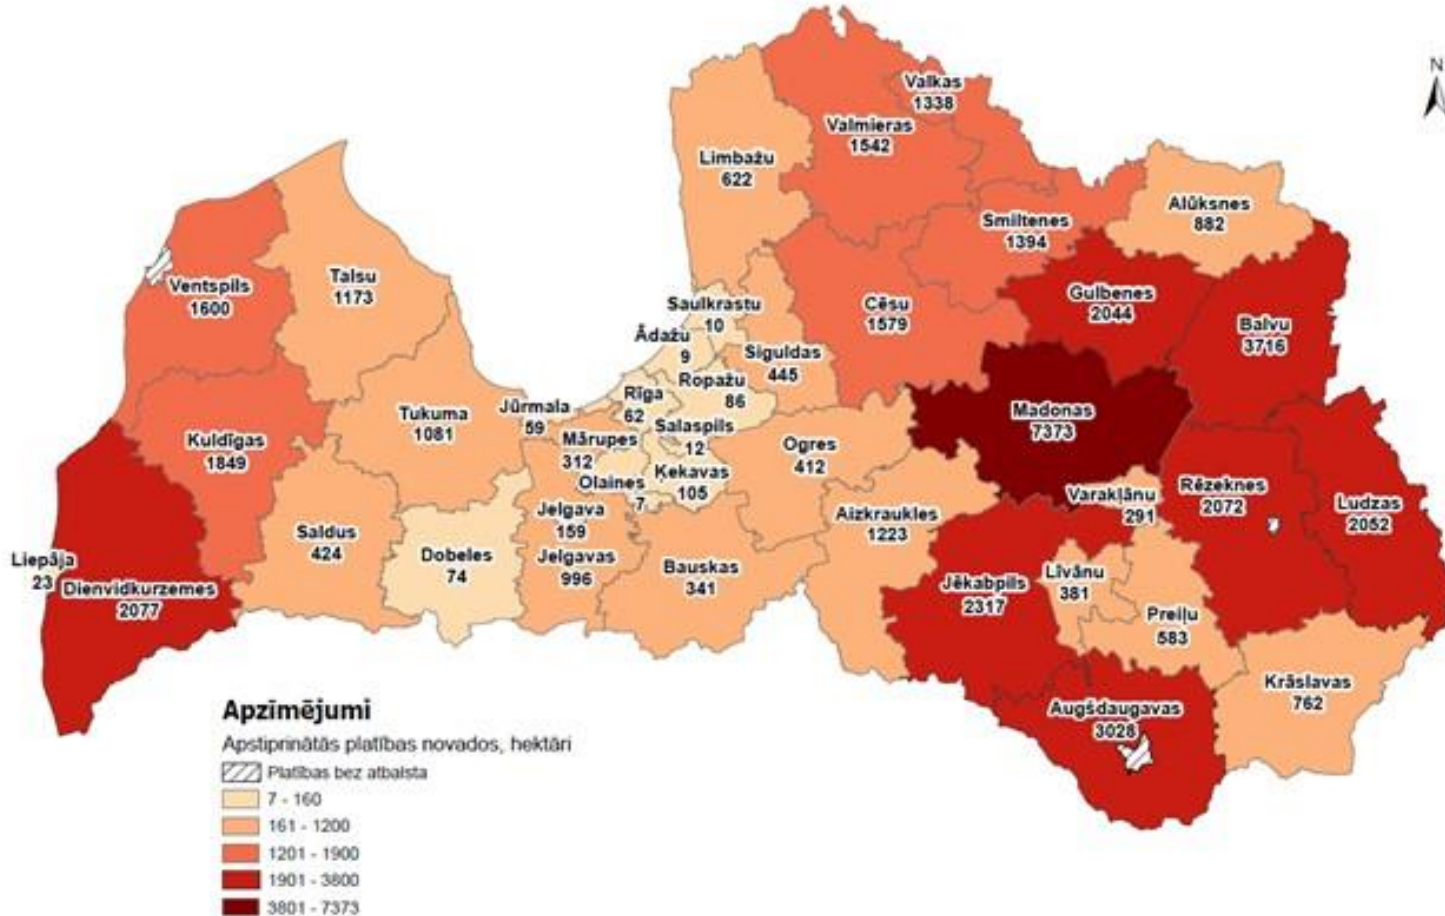 N
Valkas
1338
Valmieras
1542
Limbažu
622
Alūksnes
882
Smiltenes
1394
Talsu
1173
Ventspils
1600
Saulkrastu
10
Cēsu
1579
Gulbenes
2044
Balvu
3716
Ādažu
9
Siguldas
445
Ropažu
86
Rīga
62
Jūrmala
59
Tukuma
1081
Madonas
7373
Kuldīgas
1849
Mārupes
312
Salaspils
12
Ogres
412
Ķekavas
105
Olaines
7
Varakļānu
291
Rēzeknes
2072
Ludzas
2052
Saldus
424
Jelgava
159
Aizkraukles
1223
Dobeles
74
Jelgavas
996
Bauskas
341
Liepāja
23
Dienvidkurzemes
2077
Jēkabpils
2317
Līvānu
381
Preiļu
583
Krāslavas
762
Augšdaugavas
3028
Apzīmējumi
Apstiprinātās platības novados, hektāri
Platības bez atbalsta
7 - 160
161 - 1200
1201 - 1900
1901 - 3800
3801 - 7373